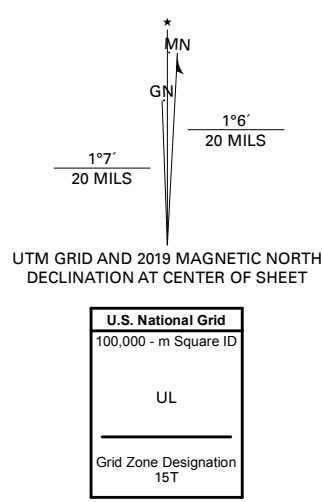 ★
MN
GN
1°6´
20 MILS
1°7´
20 MILS
UTM GRID AND 2019 MAGNETIC NORTH
DECLINATION AT CENTER OF SHEET
U.S. National Grid
100,000 - m Square ID
UL
Grid Zone Designation
15T